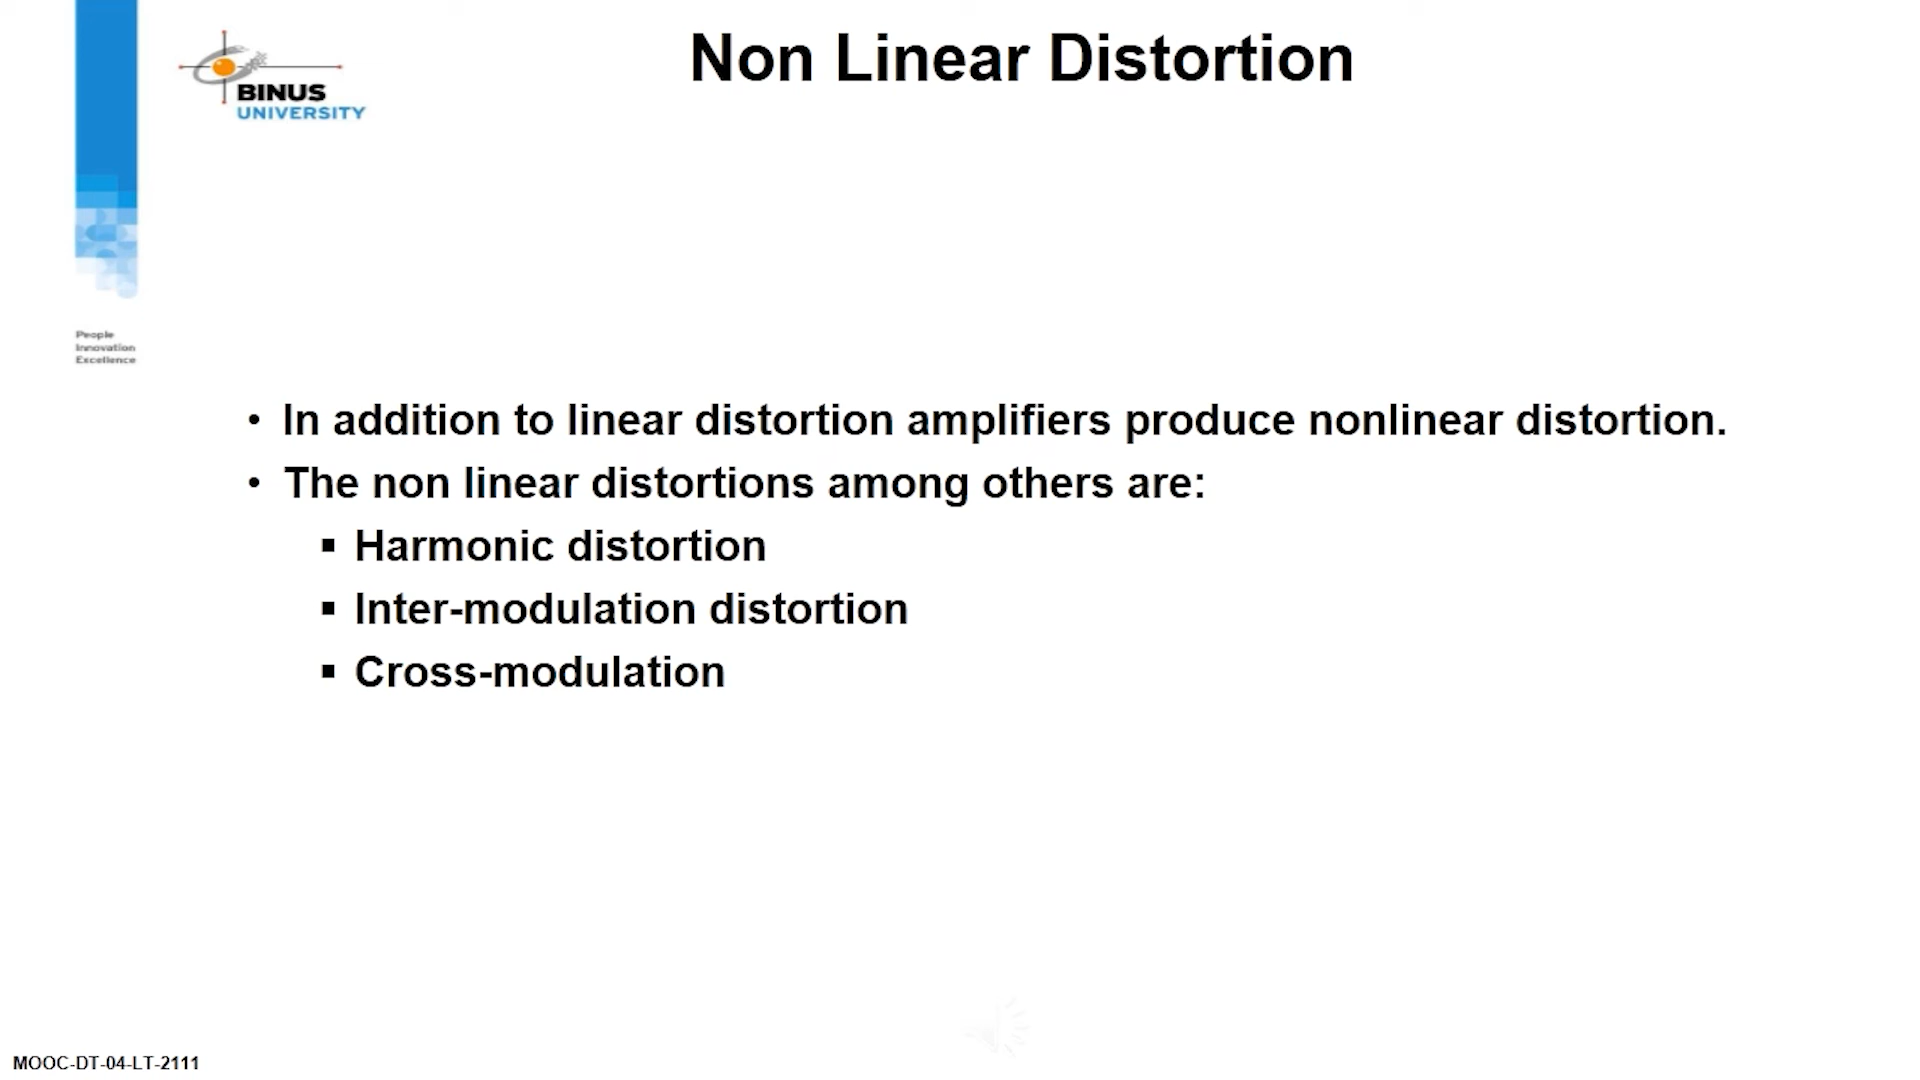 Non Linear Distortion
BINUS
UNIVERSITY
People
Innovation
Excellence
• In addition to linear distortion amplifiers produce nonlinear distortion.
• The non linear distortions among others are:
▪ Harmonic distortion
▪ Inter-modulation distortion
▪ Cross-modulation
MOOC-DT-04-LT-2111